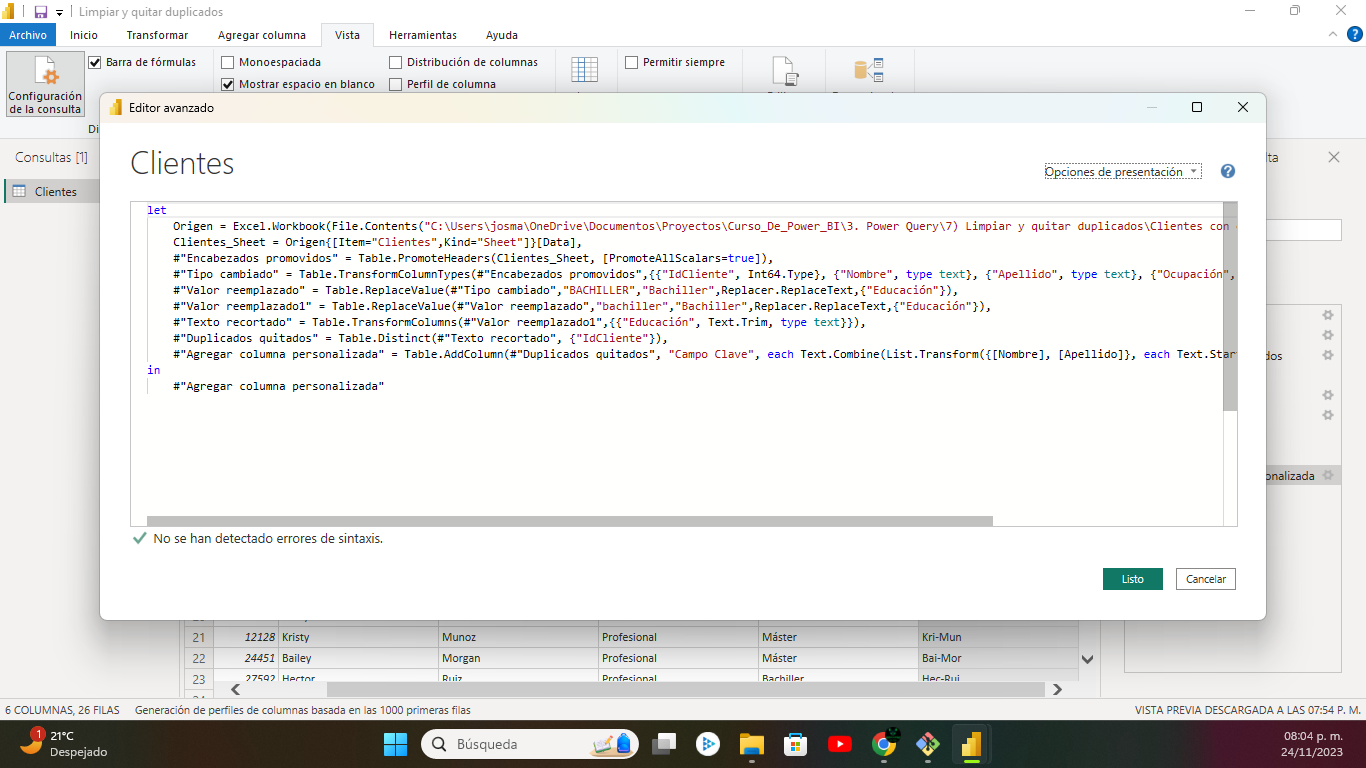 Limpiar y quitar duplicados
Archivo Inicio Transformar Agregar columna Vista Herramientas Ayuda
Configuración de la consulta
Barra de fórmulas
Monoespaciada
Mostrar espacio en blanco
Distribución de columnas
Perfil de columna
Permitir siempre
Consultas [1]
Clientes
Editor avanzado
Clientes
Opciones de presentación
let
Origen = Excel.Workbook(File.Contents("C:\Users\josma\OneDrive\Documentos\Proyectos\Curso_De_Power_BI\3. Power Query\7) Limpiar y quitar duplicados\Clientes con
Clientes_Sheet = Origen{[Item="Clientes",Kind="Sheet"]}[Data],
#"Encabezados promovidos" = Table.PromoteHeaders(Clientes_Sheet, [PromoteAllScalars=true]),
#"Tipo cambiado" = Table.TransformColumnTypes(#"Encabezados promovidos",{{"IdCliente", Int64.Type}, {"Nombre", type text}, {"Apellido", type text}, {"Ocupación",
#"Valor reemplazado" = Table.ReplaceValue(#"Tipo cambiado","BACHILLER","Bachiller",Replacer.ReplaceText,{"Educación"}),
#"Valor reemplazado1" = Table.ReplaceValue(#"Valor reemplazado","bachiller","Bachiller",Replacer.ReplaceText,{"Educación"}),
#"Texto recortado" = Table.TransformColumns(#"Valor reemplazado1",{{"Educación", Text.Trim, type text}}),
#"Duplicados quitados" = Table.Distinct(#"Texto recortado", {"IdCliente"}),
#"Agregar columna personalizada" = Table.AddColumn(#"Duplicados quitados", "Campo Clave", each Text.Combine(List.Transform({[Nombre], [Apellido]}, each Text.Star
in
#"Agregar columna personalizada"
No se han detectado errores de sintaxis.
Listo Cancelar
21 12128 Kristy Munoz Profesional Máster Kri-Mun
22 24451 Bailey Morgan Profesional Máster Bai-Mor
23 27592 Hector Ruiz Profesional Bachiller Hec-Rui
6 COLUMNAS, 26 FILAS Generación de perfiles de columnas basada en las 1000 primeras filas VISTA PREVIA DESCARGADA A LAS 07:54 P. M.
1
21°C
Despejado
Búsqueda
08:04 p. m.
24/11/2023